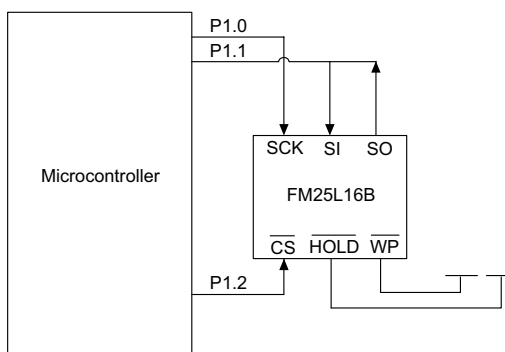 P1.0
P1.1
SCK SI SO
Microcontroller
FM25L16B
CS HOLD WP
P1.2